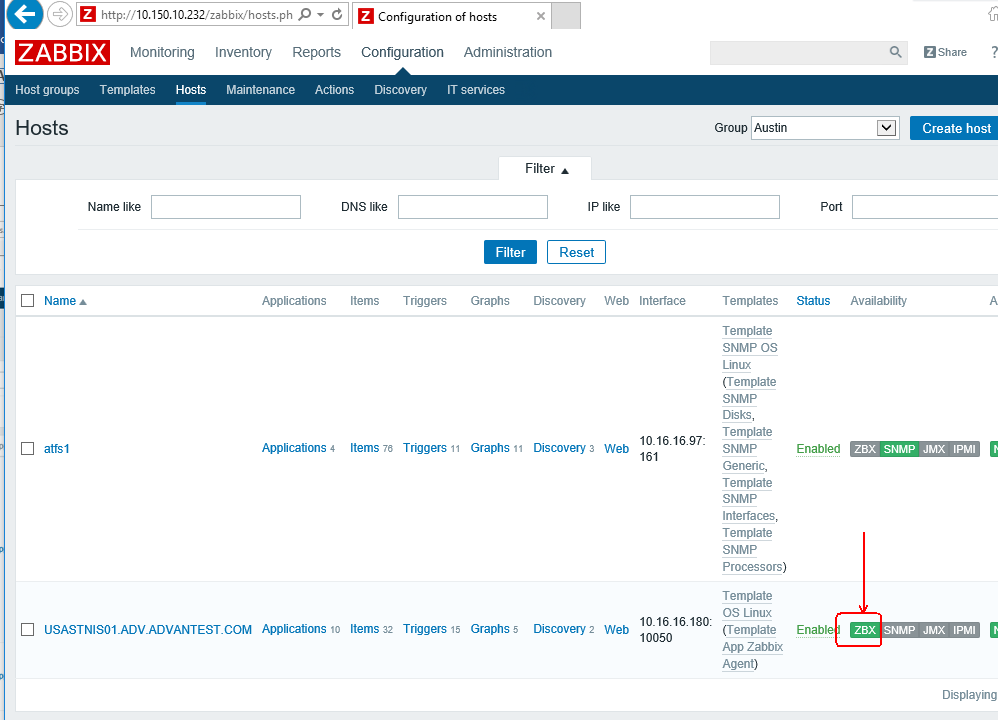 http://10.150.10.232/zabbix/hosts.ph
Z Configuration of hosts
ZABBIX Monitoring Inventory Reports Configuration Administration Z Share ?
Host groups Templates Hosts Maintenance Actions Discovery IT services
Hosts Group Austin Create host
Filter
Name like DNS like IP like Port
Filter Reset
Name Applications Items Triggers Graphs Discovery Web Interface Templates Status Availability A
Template
SNMP OS
Linux
(Template
SNMP
Disks,
Template
SNMP
Generic,
Template
SNMP
Interfaces,
Template
SNMP
Processors)
atfs1 Applications 4 Items 76 Triggers 11 Graphs 11 Discovery 3 Web 10.16.16.97:
161
Enabled ZBX SNMP JMX IPMI N
Template
OS Linux
(Template
App Zabbix
Agent)
USASTNIS01.ADV.ADVANTEST.COM Applications 10 Items 32 Triggers 15 Graphs 5 Discovery 2 Web 10.16.16.180:
10050
Enabled ZBX SNMP JMX IPMI N
Displaying